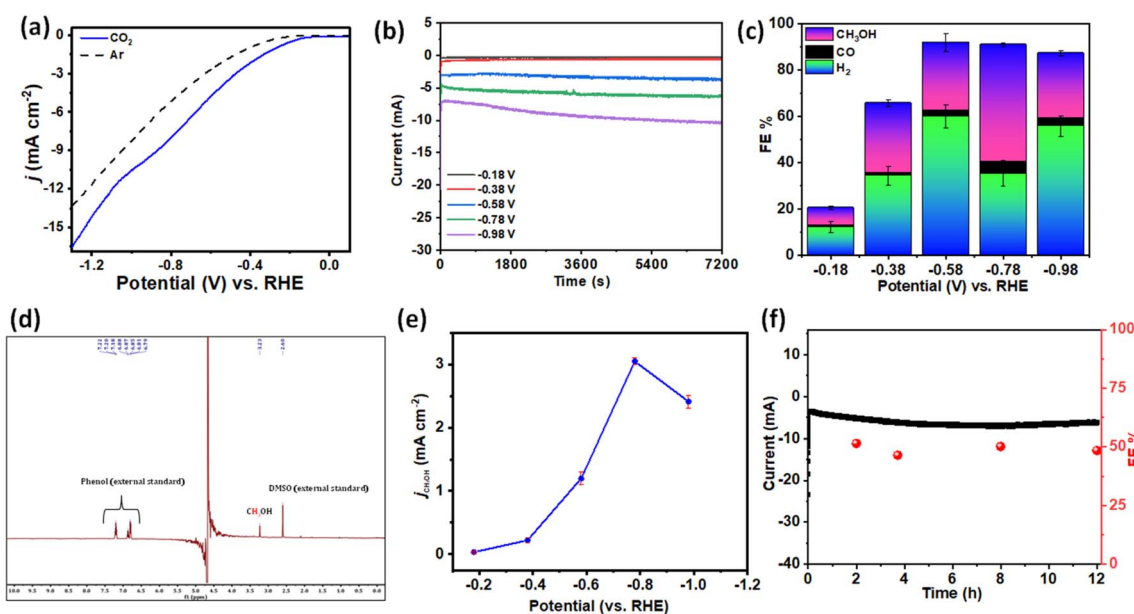 (a)
CO2
Ar
j (mA cm-2)
0
-3
-6
-9
-12
-15
-1.2
-0.8
-0.4
0.0
Potential (V) vs. RHE
(b)
Current (mA)
5
0
-5
-10
-15
-20
-25
-30
-0.18 V
-0.38 V
-0.58 V
-0.78 V
-0.98 V
0
1800
3600
5400
7200
Time (s)
(c)
CH3OH
CO
H2
FE %
100
80
60
40
20
0
-0.18
-0.38
-0.58
-0.78
-0.98
Potential (V) vs. RHE
(d)
Phenol (external standard)
CH3OH
DMSO (external standard)
10.0 9.5 9.0 8.5 8.0 7.5 7.0 6.5 6.0 5.5 5.0 4.5 4.0 3.5 3.0 2.5 2.0 1.5 1.0 0.5 0.0
f1 (ppm)
(e)
jCH3OH (mA cm-2)
3
2
1
0
-0.2
-0.4
-0.6
-0.8
-1.0
-1.2
Potential (vs. RHE)
(f)
Current (mA)
10
0
-10
-20
-30
-40
0
2
4
6
8
10
12
Time (h)
100
75
50
25
0
FE %